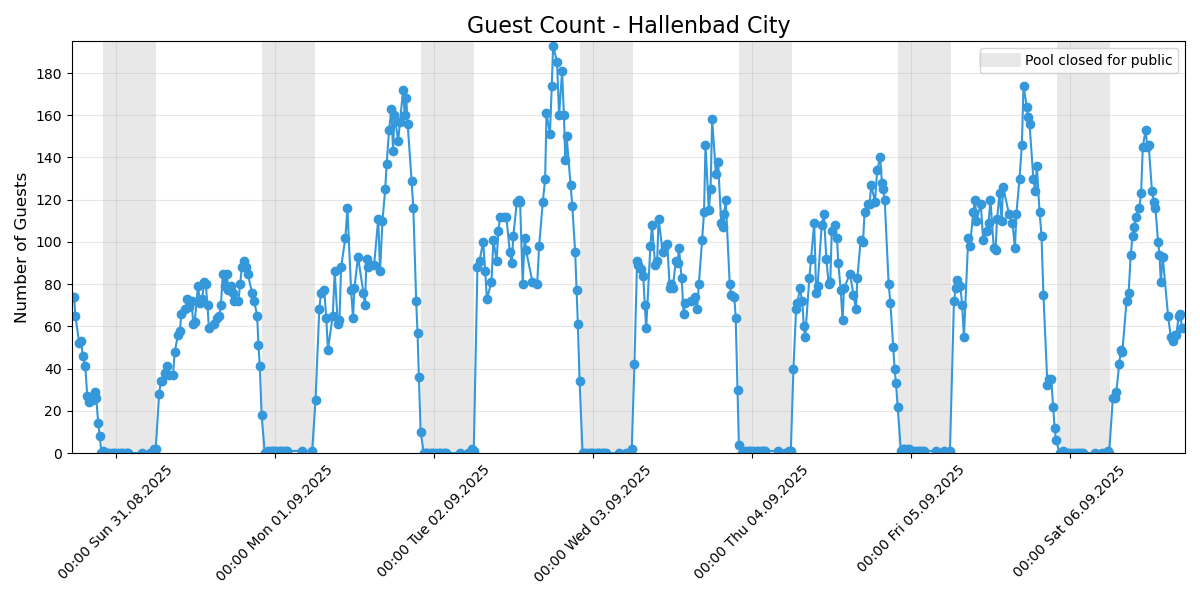 Guest Count - Hallenbad City
Pool closed for public
Number of Guests
180
160
140
120
100
80
60
40
20
0
00:00 Sun 31.08.2025
00:00 Mon 01.09.2025
00:00 Tue 02.09.2025
00:00 Wed 03.09.2025
00:00 Thu 04.09.2025
00:00 Fri 05.09.2025
00:00 Sat 06.09.2025